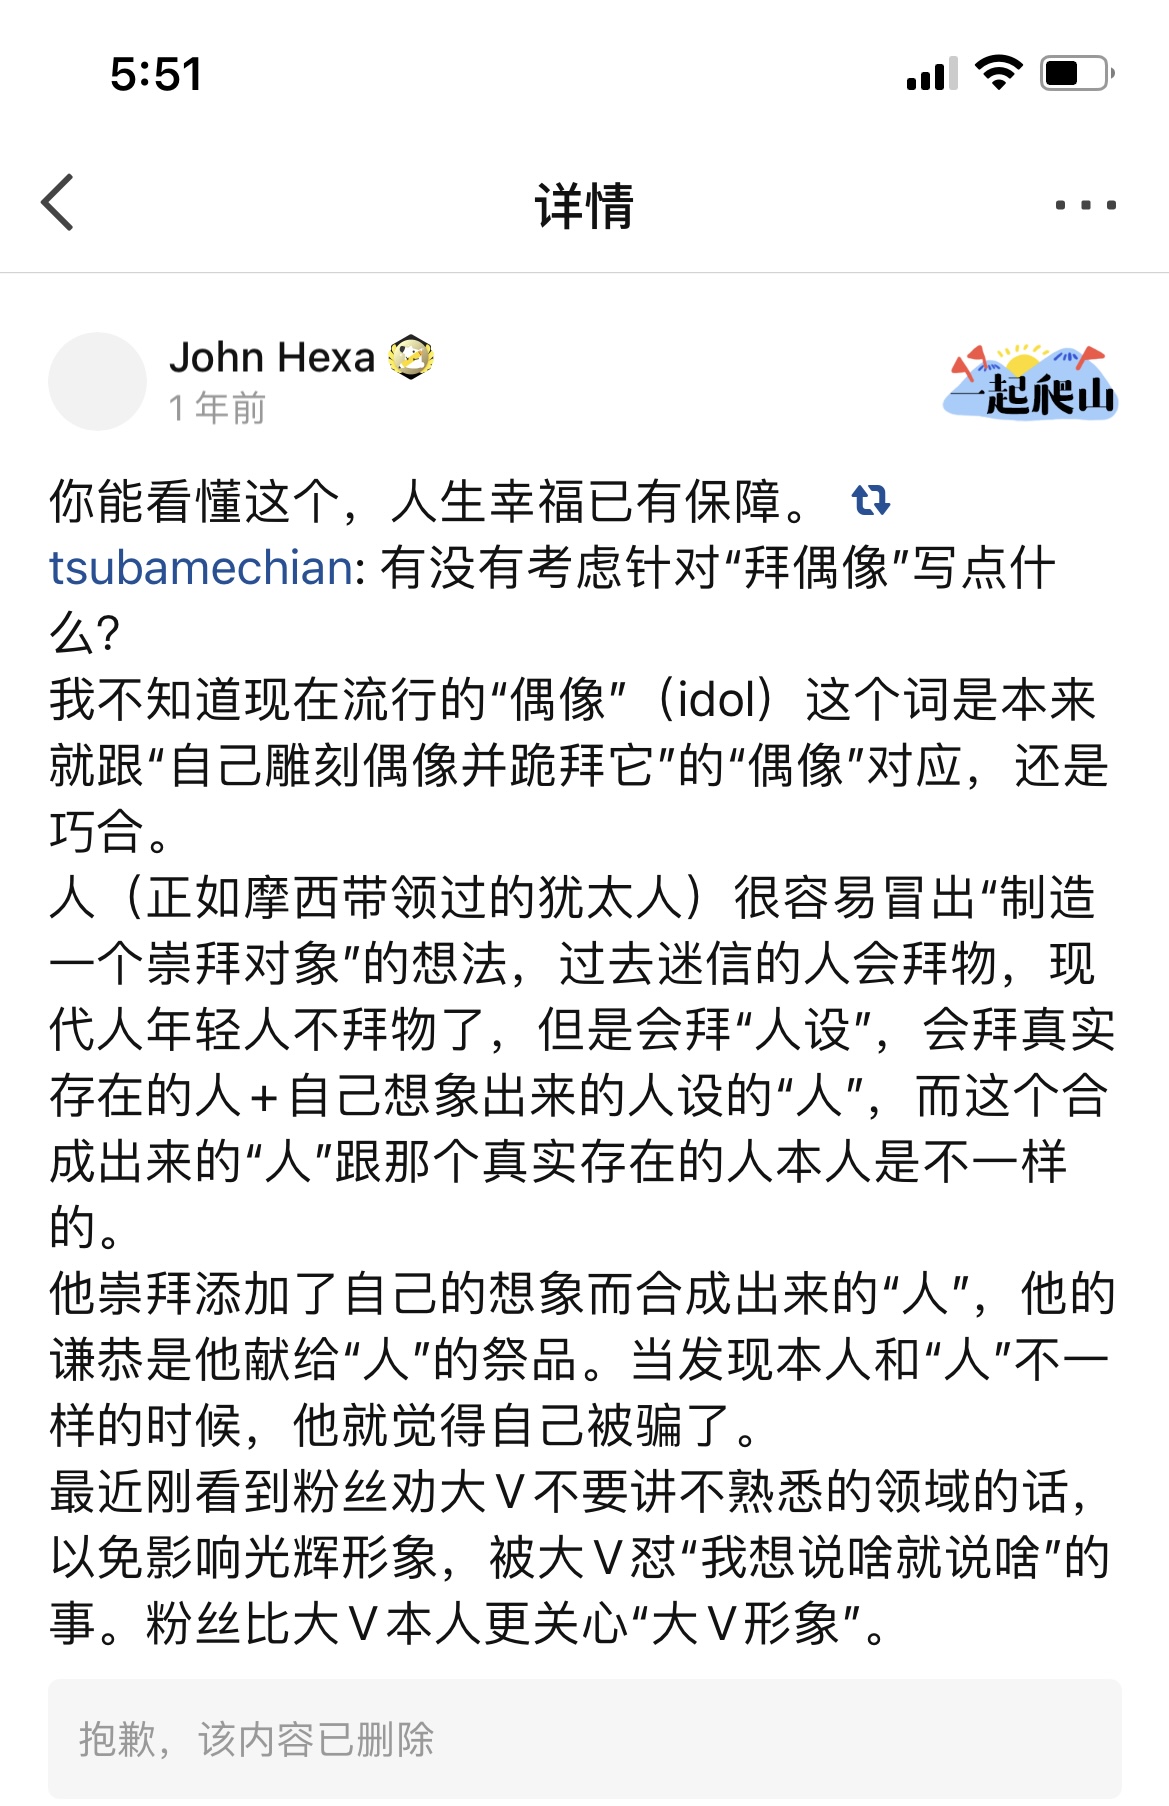 5:51
详情
John Hexa
1 年前
一起爬山
你能看懂这个，人生幸福已有保障。
tsubamechian: 有没有考虑针对“拜偶像”写点什
么？
我不知道现在流行的“偶像”（idol）这个词是本来
就跟“自己雕刻偶像并跪拜它”的“偶像”对应，还是
巧合。
人（正如摩西带领过的犹太人）很容易冒出“制造
一个崇拜对象”的想法，过去迷信的人会拜物，现
代人年轻人不拜物了，但是会拜“人设”，会拜真实
存在的人+自己想象出来的人设的“人”，而这个合
成出来的“人”跟那个真实存在的人本人是不一样
的。
他崇拜添加了自己的想象而合成出来的“人”，他的
谦恭是他献给“人”的祭品。当发现本人和“人”不一
样的时候，他就觉得自己被骗了。
最近刚看到粉丝劝大V不要讲不熟悉的领域的话，
以免影响光辉形象，被大V怼“我想说啥就说啥”的
事。粉丝比大V本人更关心“大V形象”。
抱歉，该内容已删除